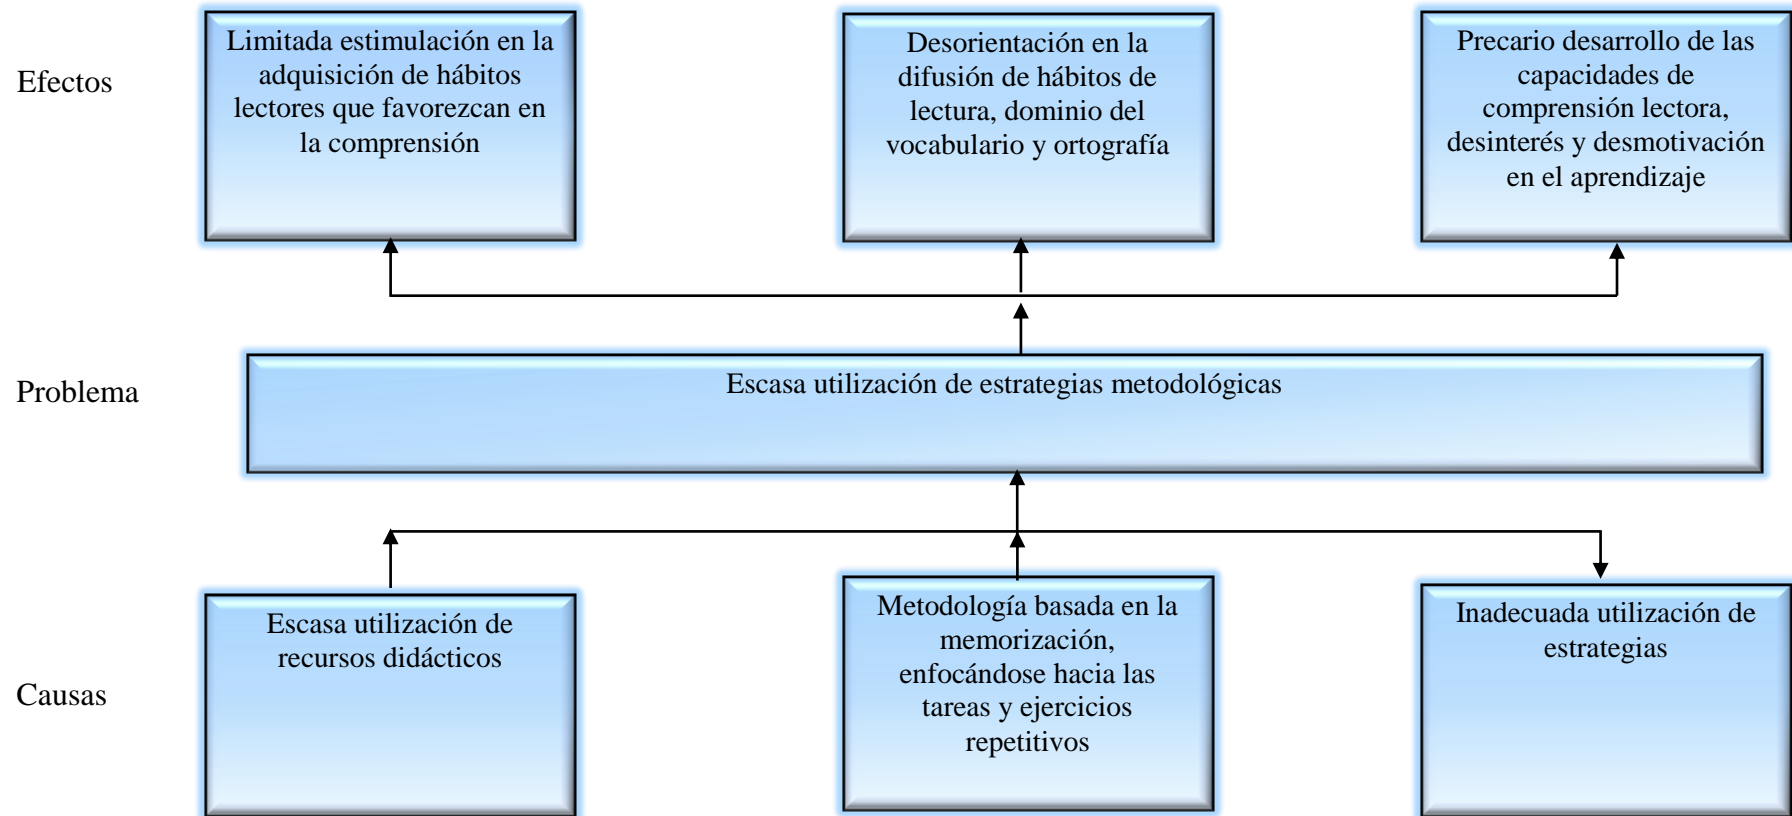 Efectos
Limitada estimulación en la
adquisición de hábitos
lectores que favorezcan en
la comprensión
Desorientación en la
difusión de hábitos de
lectura, dominio del
vocabulario y ortografía
Precario desarrollo de las
capacidades de
comprensión lectora,
desinterés y desmotivación
en el aprendizaje
Problema
Escasa utilización de estrategias metodológicas
Causas
Escasa utilización de
recursos didácticos
Metodología basada en la
memorización,
enfocándose hacia las
tareas y ejercicios
repetitivos
Inadecuada utilización de
estrategias